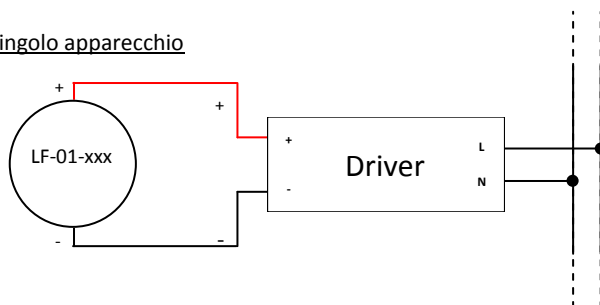 ingolo apparecchio
+
+
LF-01-xxx
+
Driver
L
-
N
-
-